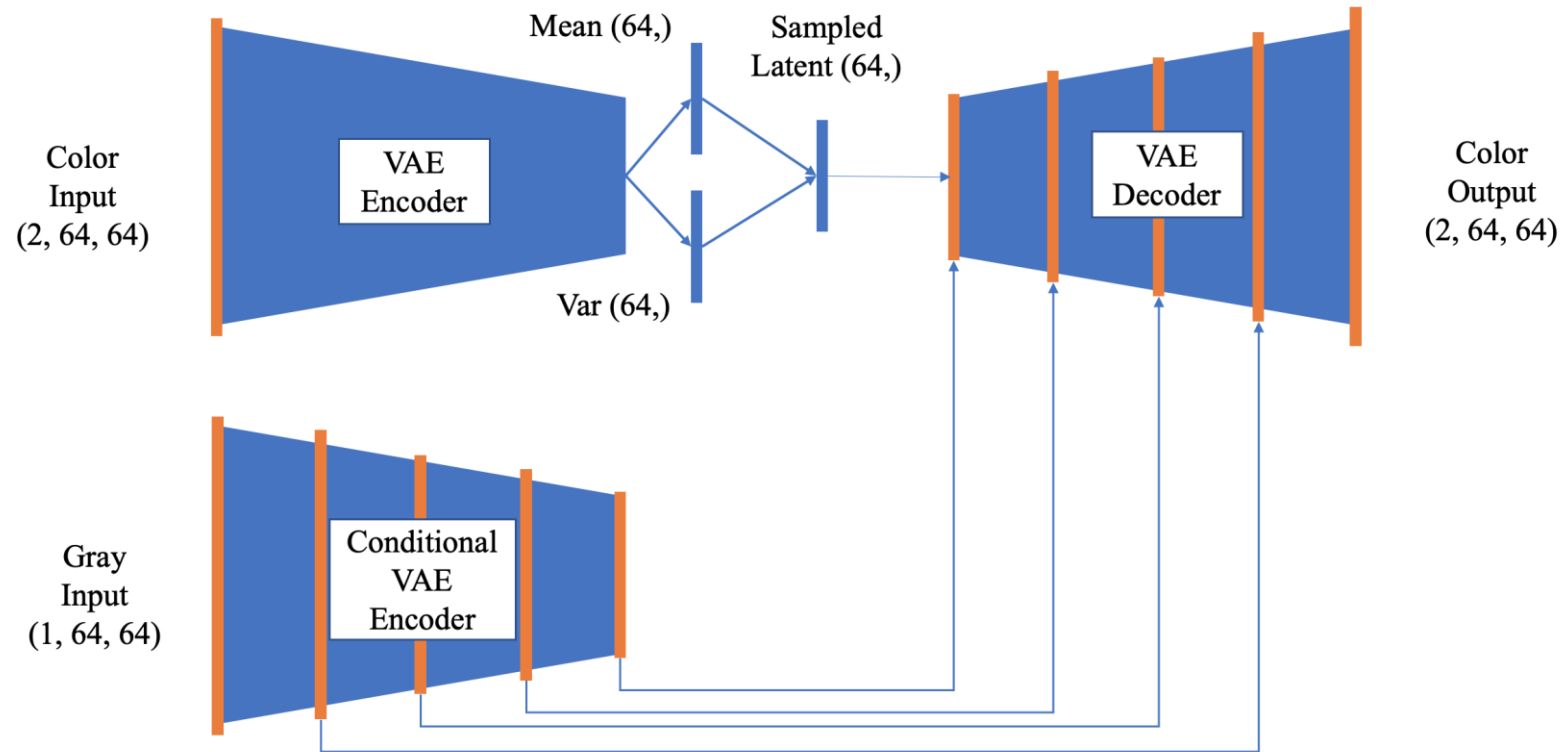 Mean (64,)
Sampled
Latent (64,)
Color
Input
(2, 64, 64)
VAE
Encoder
VAE
Decoder
Color
Output
(2, 64, 64)
Var (64,)
Gray
Input
(1, 64, 64)
Conditional
VAE
Encoder